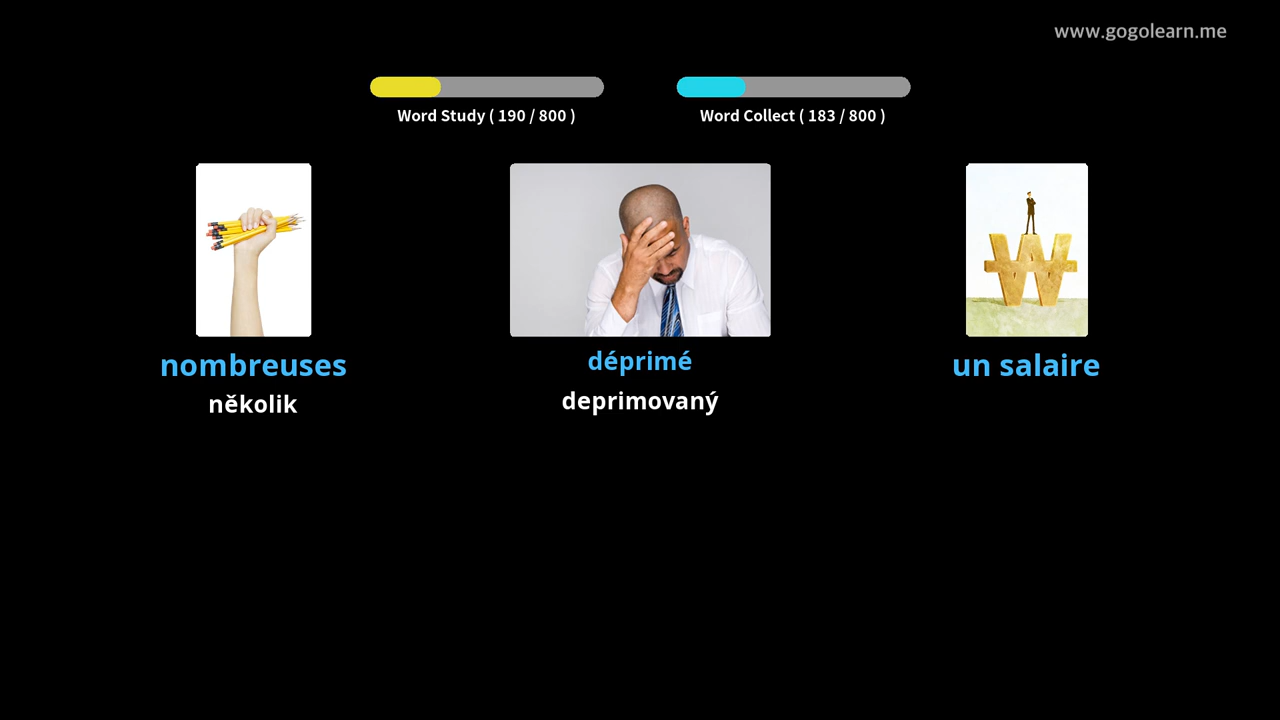 www.gogolearn.me
Word Study ( 190 / 800 )
Word Collect ( 183 / 800 )
nombreuses
několik
déprimé
deprimovaný
un salaire